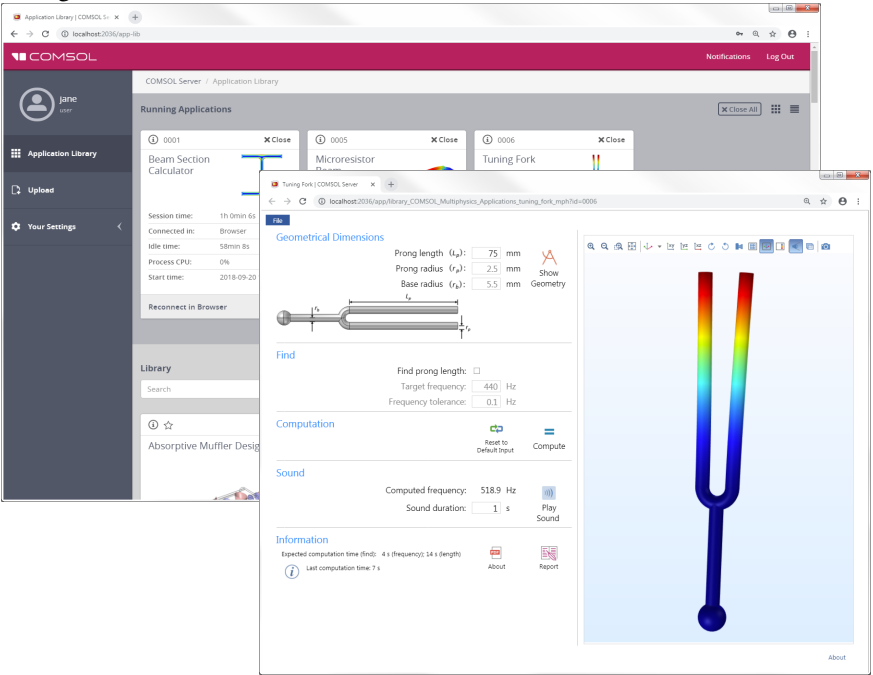 Application Library | COMSOL Se
localhost:2036/app-lib
COMSOL
Notifications
Log Out
jane
user
Application Library
Upload
Your Settings
COMSOL Server / Application Library
Running Applications
Close All
0001
Close
Beam Section
Calculator
Session time: 1h 0min 6s
Connected in: Browser
Idle time: 58min 8s
Process CPU: 0%
Start time: 2018-09-20
Reconnect in Browser
0005
Close
Microresistor
0006
Close
Tuning Fork
Library
Search
Absorptive Muffler Desig
Tuning Fork | COMSOL Server
localhost:2036/app/library_COMSOL_Multiphysics_Applications_tuning_fork_mph?id=0006
File
Geometrical Dimensions
Prong length (Lp): 75 mm
Prong radius (rp): 2.5 mm
Base radius (rb): 5.5 mm
Show
Geometry
Lp
rb
rp
Find
Find prong length:
Target frequency: 440 Hz
Frequency tolerance: 0.1 Hz
Computation
Reset to
Default Input
Compute
Sound
Computed frequency: 518.9 Hz
Sound duration: 1 s
Play
Sound
Information
Expected computation time (find): 4 s (frequency); 14 s (length)
Last computation time: 7 s
About
Report
About